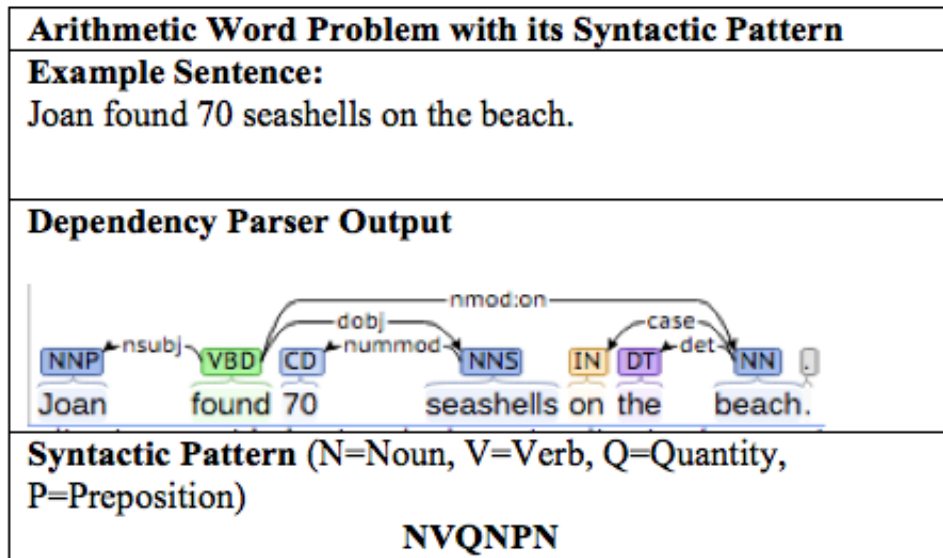 Arithmetic Word Problem with its Syntactic Pattern
Example Sentence:
Joan found 70 seashells on the beach.
Dependency Parser Output
nmod:on
nsubj dobj nummod case det
NNP VBD CD NNS IN DT NN .
Joan found 70 seashells on the beach.
Syntactic Pattern (N=Noun, V=Verb, Q=Quantity,
P=Preposition)
NVQNPN